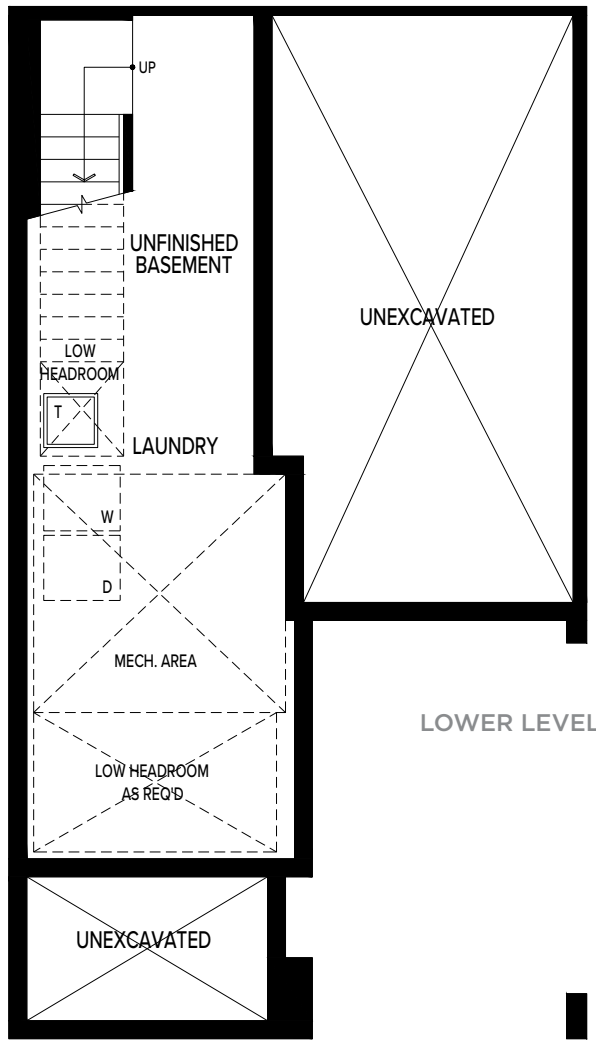 UP
UNFINISHED
BASEMENT
UNEXCAVATED
LOW
HEADROOM
T
LAUNDRY
W
D
MECH. AREA
LOWER LEVEL
LOW HEADROOM
AS REQ'D
UNEXCAVATED